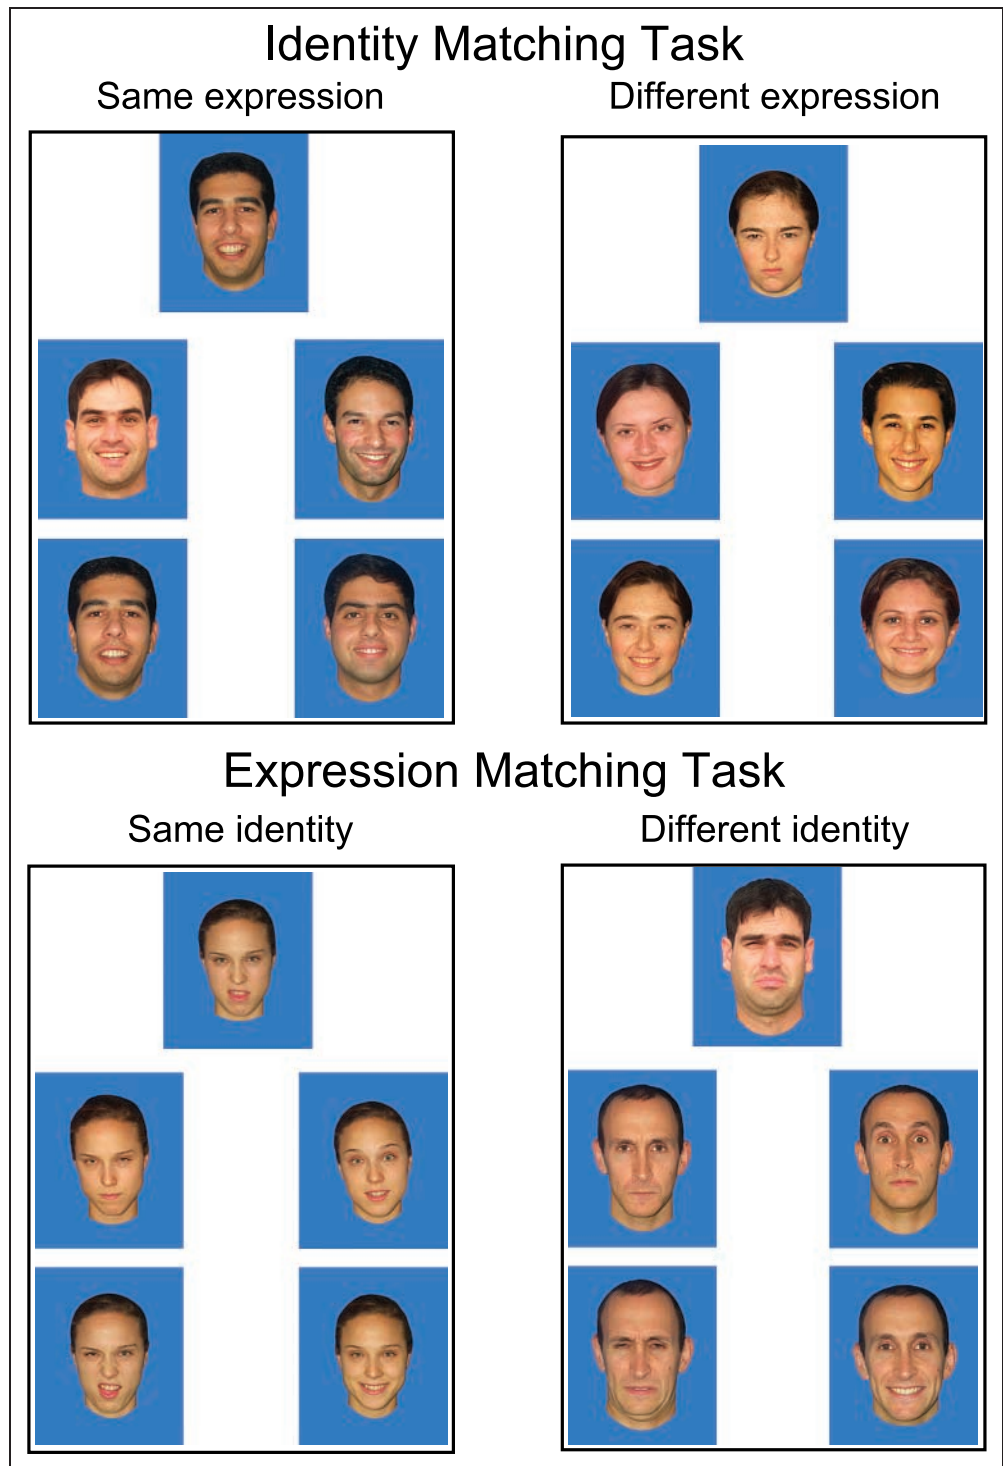 Identity Matching Task
Same expression
Different expression
Expression Matching Task
Same identity
Different identity